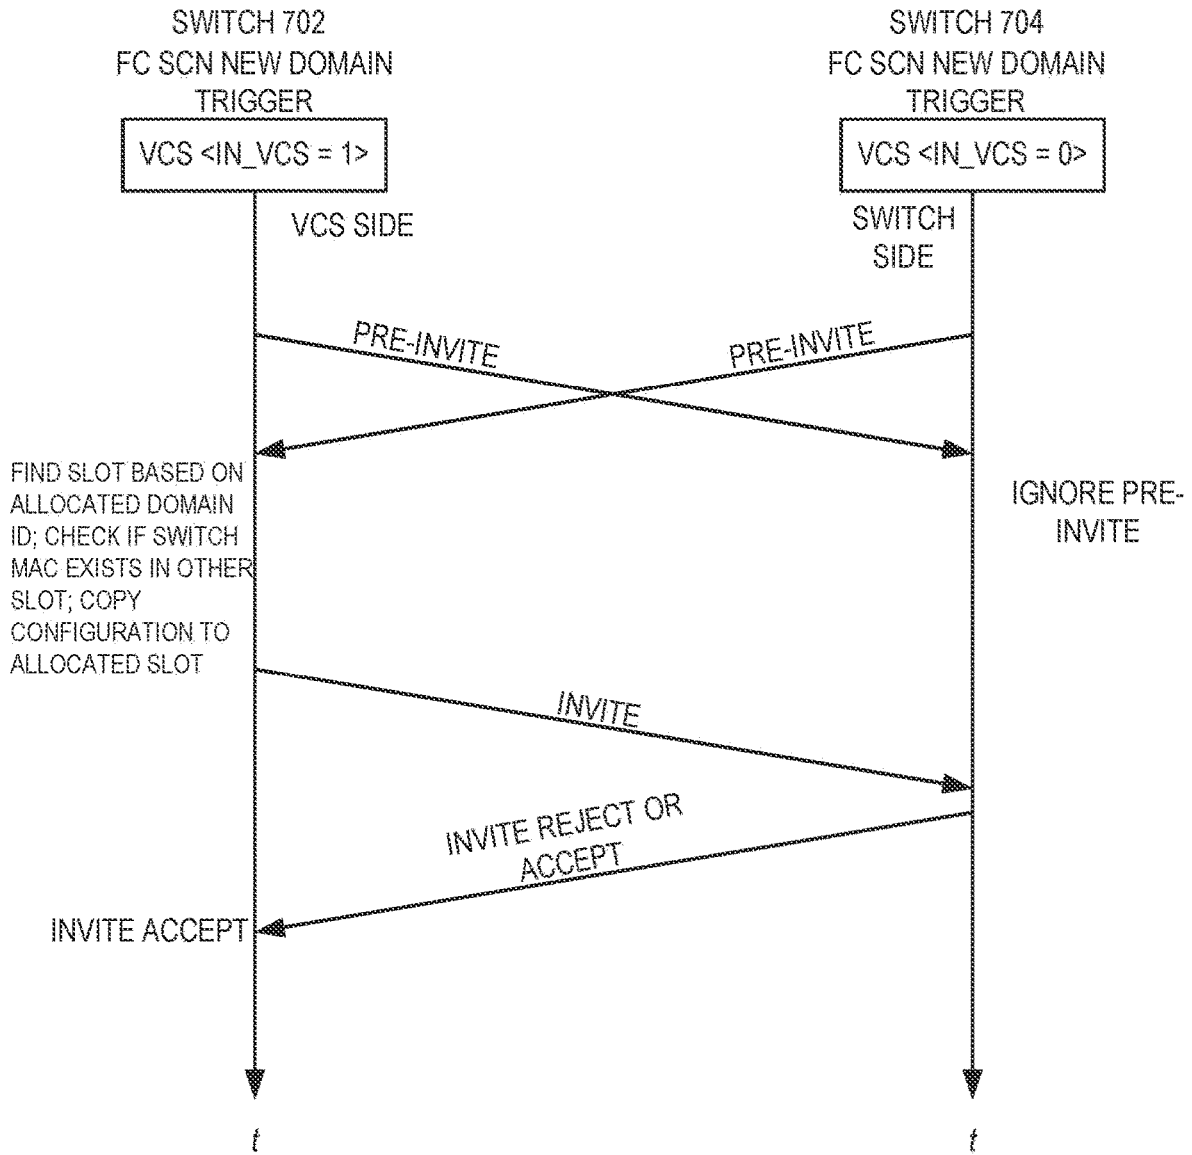 SWITCH 702
FC SCN NEW DOMAIN
TRIGGER
VCS <IN_VCS = 1>
VCS SIDE
SWITCH 704
FC SCN NEW DOMAIN
TRIGGER
VCS <IN_VCS = 0>
SWITCH
SIDE
PRE-INVITE
PRE-INVITE
FIND SLOT BASED ON
ALLOCATED DOMAIN
ID; CHECK IF SWITCH
MAC EXISTS IN OTHER
SLOT; COPY
CONFIGURATION TO
ALLOCATED SLOT
IGNORE PRE-
INVITE
INVITE
INVITE REJECT OR
ACCEPT
INVITE ACCEPT
t
t